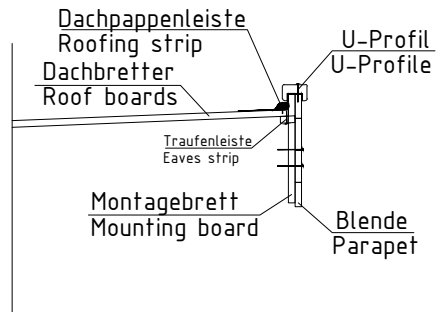 Dachpappenleiste
Roofing strip
U-Profil
U-Profile
Dachbretter
Roof boards
Traufenleiste
Eaves strip
Montagebrett
Mounting board
Blende
Parapet